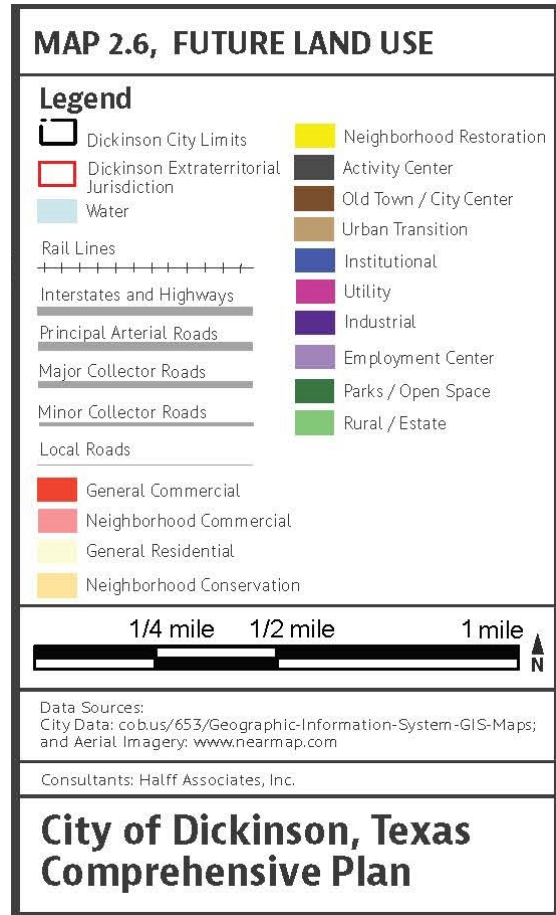 MAP 2.6, FUTURE LAND USE
Legend
Dickinson City Limits
Dickinson Extraterritorial
Jurisdiction
Water
Rail Lines
Interstates and Highways
Principal Arterial Roads
Major Collector Roads
Minor Collector Roads
Local Roads
General Commercial
Neighborhood Commercial
General Residential
Neighborhood Conservation
Neighborhood Restoration
Activity Center
Old Town / City Center
Urban Transition
Institutional
Utility
Industrial
Employment Center
Parks / Open Space
Rural / Estate
1/4 mile 1/2 mile 1 mile
N
Data Sources:
City Data: cob.us/653/Geographic-Information-System-GIS-Maps;
and Aerial Imagery: www.nearmap.com
Consultants: Halff Associates, Inc.
City of Dickinson, Texas
Comprehensive Plan